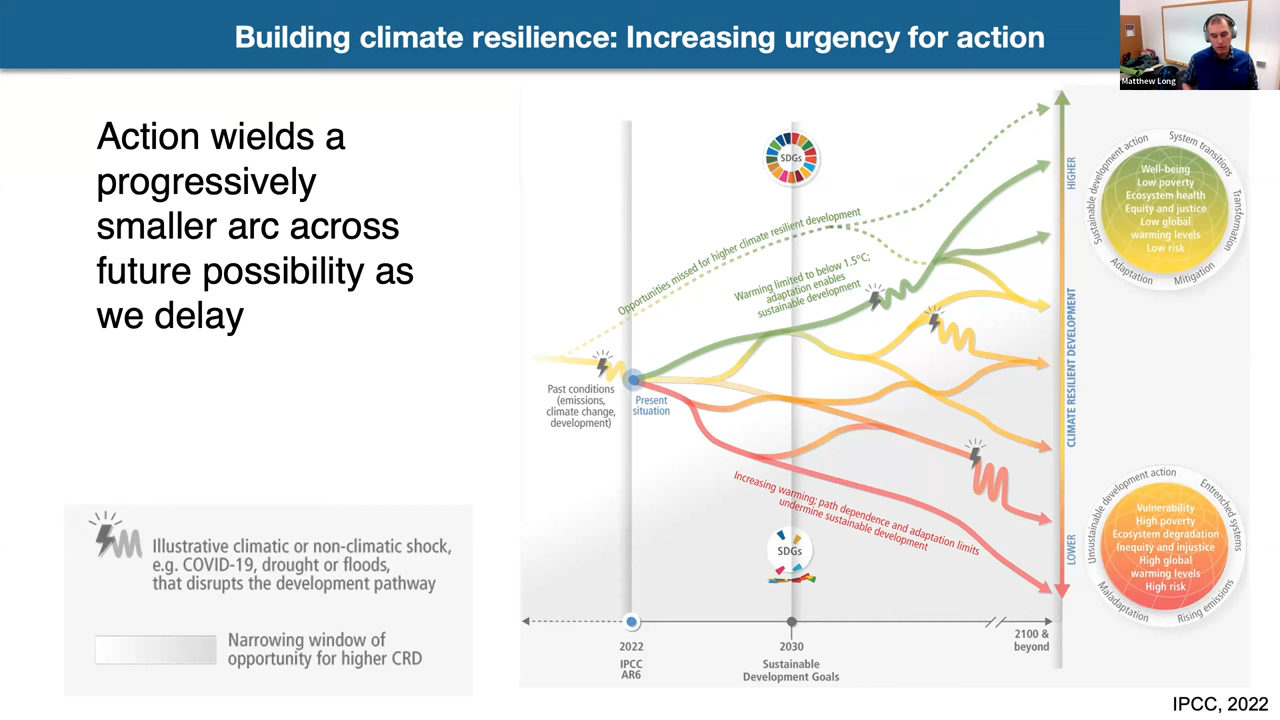 Building climate resilience: Increasing urgency for action
Matthew Long
Action wields a
progressively
smaller arc across
future possibility as
we delay
Illustrative climatic or non-climatic shock,
e.g. COVID-19, drought or floods,
that disrupts the development pathway
Narrowing window of
opportunity for higher CRD
SDGs
Opportunities missed for higher climate resilient development
Warming limited to below 1.5°C;
adaptation enables
sustainable development
Past conditions
(emissions,
climate change,
development)
Present
situation
Increasing warming; path dependence and adaptation limits
undermine sustainable development
SDGs
2022
IPCC
AR6
2030
Sustainable
Development Goals
2100 &
beyond
HIGHER
CLIMATE RESILIENT DEVELOPMENT
LOWER
Sustainable development action
System transitions
Transformation
Mitigation
Adaptation
Well-being
Low poverty
Ecosystem health
Equity and justice
Low global
warming levels
Low risk
Unsustainable development action
Entrenched systems
Rising emissions
Maladaptation
Vulnerability
High poverty
Ecosystem degradation
Inequity and injustice
High global
warming levels
High risk
IPCC, 2022